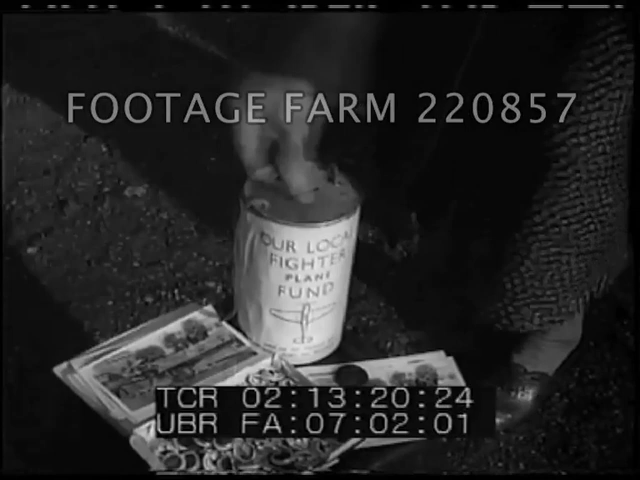 FOOTAGE FARM 220857
OUR LOCAL
FIGHTER
PLANE
FUND
TCR 02:13:20:24
UBR FA:07:02:01